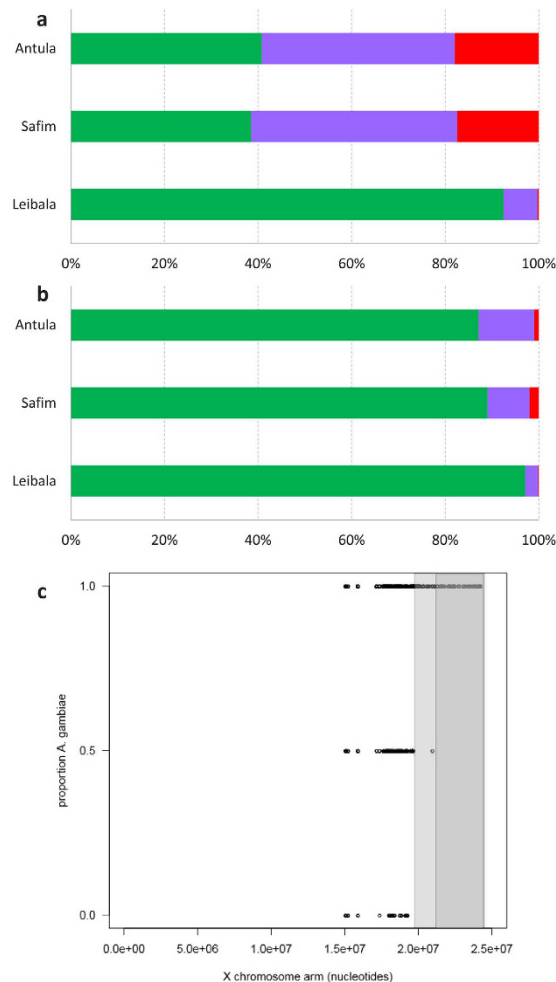 a
Antula
Safim
Leibala
0% 20% 40% 60% 80% 100%
b
Antula
Safim
Leibala
0% 20% 40% 60% 80% 100%
c
1.0
0.5
0.0
proportion A. gambiae
0.0e+00 5.0e+06 1.0e+07 1.5e+07 2.0e+07 2.5e+07
X chromosome arm (nucleotides)